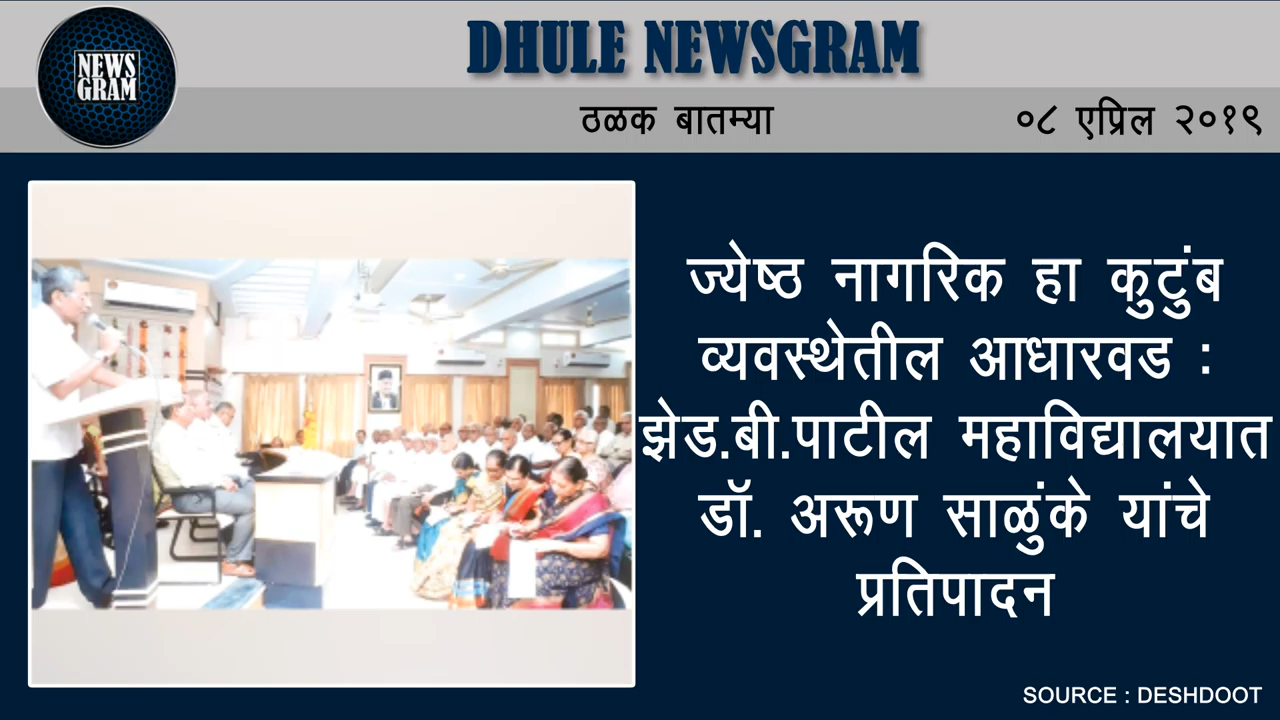 NEWS
GRAM
DHULE NEWSGRAM
ठळक बातम्या
०८ एप्रिल २०१९
ज्येष्ठ नागरिक हा कुटुंब
व्यवस्थेतील आधारवड :
झेड.बी.पाटील महाविद्यालयात
डॉ. अरूण साळुंके यांचे
प्रतिपादन
SOURCE : DESHDOOT